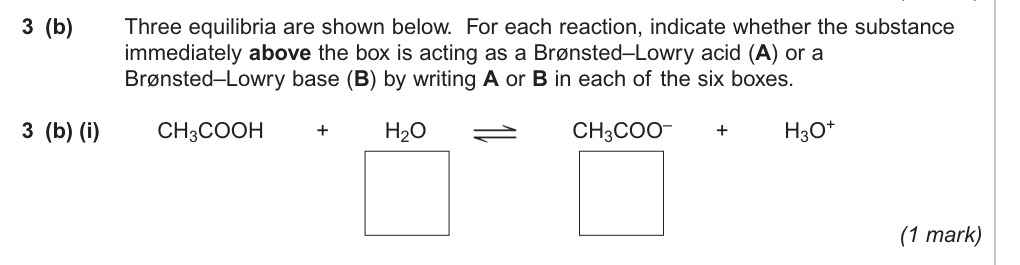 3 (b) Three equilibria are shown below. For each reaction, indicate whether the substance
immediately above the box is acting as a Brønsted–Lowry acid (A) or a
Brønsted–Lowry base (B) by writing A or B in each of the six boxes.
3 (b) (i) CH₃COOH + H₂O ⇌ CH₃COO⁻ + H₃O⁺
(1 mark)